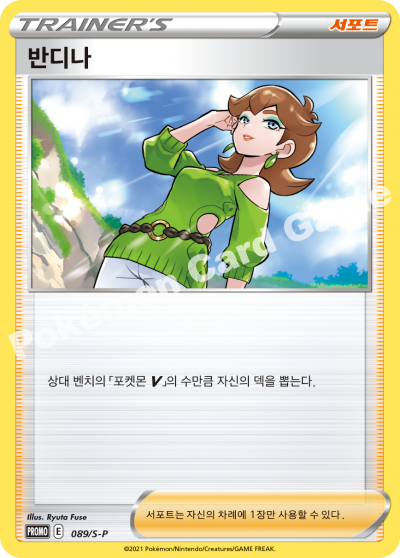 TRAINER'S 서포트
반디나
상대 벤치의 「포켓몬 V」의 수만큼 자신의 덱을 뽑는다.
Illus. Ryuta Fuse
PROMO E 089/S-P
서포트는 자신의 차례에 1장만 사용할 수 있다.
©2021 Pokémon/Nintendo/Creatures/GAME FREAK.
Pokémon Card Game